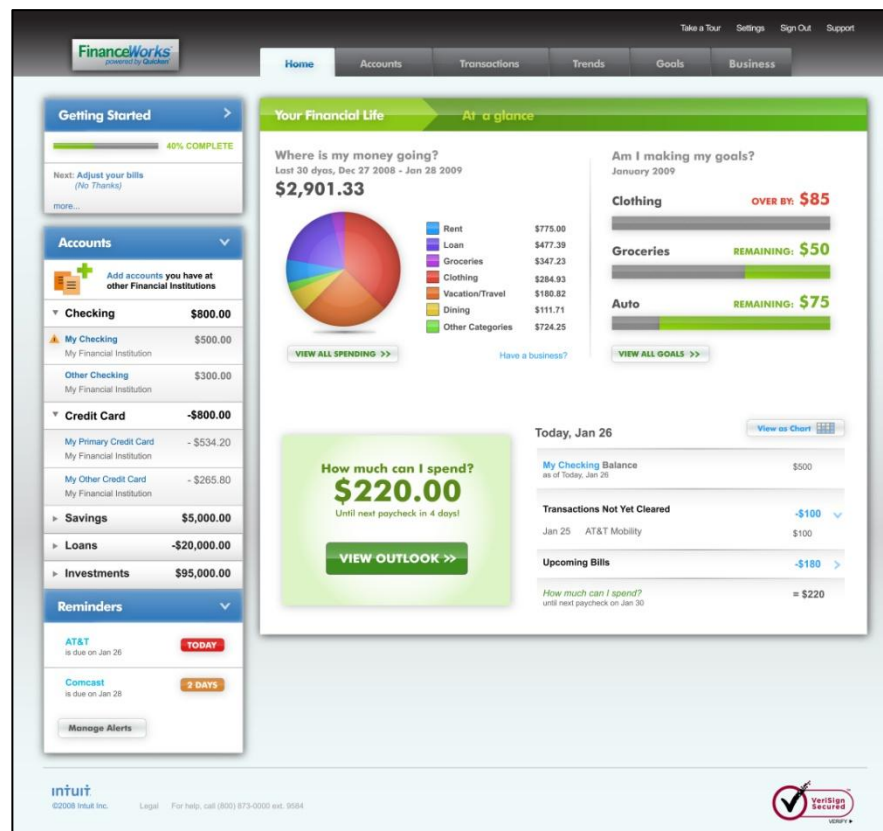 Take a Tour Settings Sign Out Support
FinanceWorks
powered by Quicken
Home Accounts Transactions Trends Goals Business
Getting Started
40% COMPLETE
Next: Adjust your bills
(No Thanks)
more...
Accounts
Add accounts you have at
other Financial Institutions
Checking $800.00
My Checking $500.00
My Financial Institution
Other Checking $300.00
My Financial Institution
Credit Card -$800.00
My Primary Credit Card - $534.20
My Financial Institution
My Other Credit Card - $265.80
My Financial Institution
Savings $5,000.00
Loans -$20,000.00
Investments $95,000.00
Reminders
AT&T
is due on Jan 26
TODAY
Comcast
is due on Jan 28
2 DAYS
Manage Alerts
Your Financial Life At a glance
Where is my money going?
Last 30 dyas, Dec 27 2008 - Jan 28 2009
$2,901.33
Rent $775.00
Loan $477.39
Groceries $347.23
Clothing $284.93
Vacation/Travel $180.82
Dining $111.71
Other Categories $724.25
VIEW ALL SPENDING >>
Have a business?
Am I making my goals?
January 2009
Clothing OVER BY: $85
Groceries REMAINING: $50
Auto REMAINING: $75
VIEW ALL GOALS >>
How much can I spend?
$220.00
Until next paycheck in 4 days!
VIEW OUTLOOK >>
Today, Jan 26
View as Chart
My Checking Balance $500
as of Today, Jan 26
Transactions Not Yet Cleared -$100
Jan 25 AT&T Mobility $100
Upcoming Bills -$180
How much can I spend? = $220
until next paycheck on Jan 30
intuit
©2008 Intuit Inc. Legal For help, call (800) 873-0000 ext. 9584
VeriSign
Secured
VERIFY